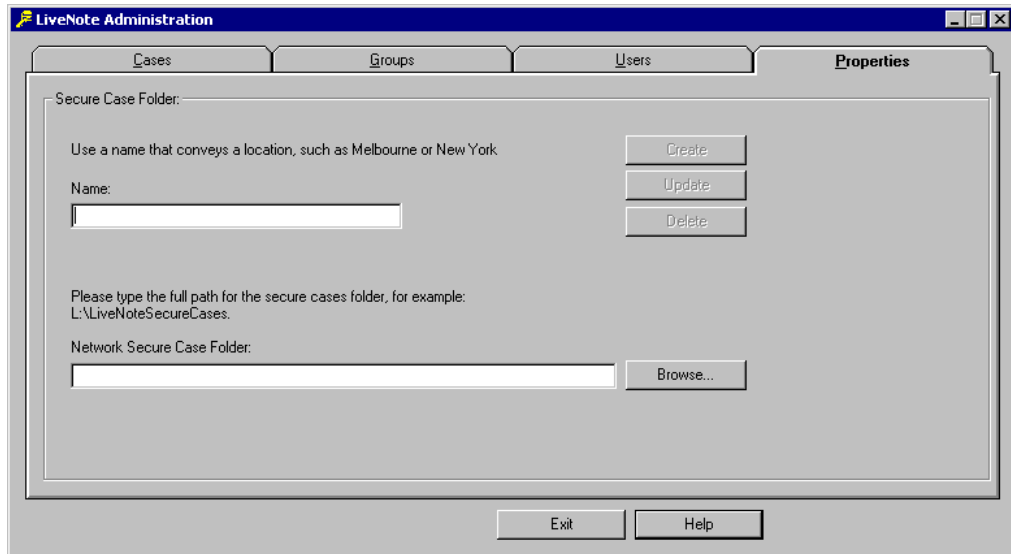 LiveNote Administration
Cases
Groups
Users
Properties
Secure Case Folder:
Use a name that conveys a location, such as Melbourne or New York
Create
Name:
Update
Delete
Please type the full path for the secure cases folder, for example:
L:\LiveNoteSecureCases.
Network Secure Case Folder:
Browse...
Exit
Help